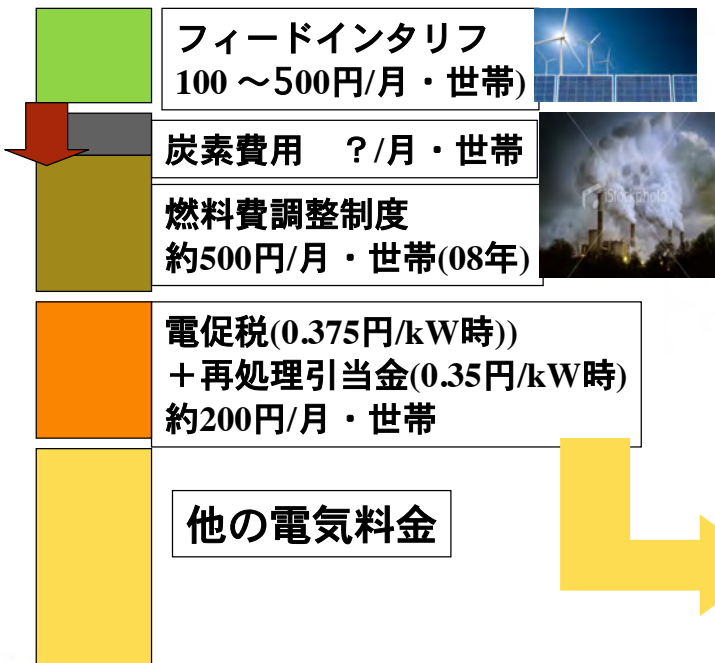 フィードインタリフ
100 ～500円/月・世帯)
炭素費用　？/月・世帯
iStockphoto
燃料費調整制度
約500円/月・世帯(08年)
電促税(0.375円/kW時))
＋再処理引当金(0.35円/kW時)
約200円/月・世帯
他の電気料金